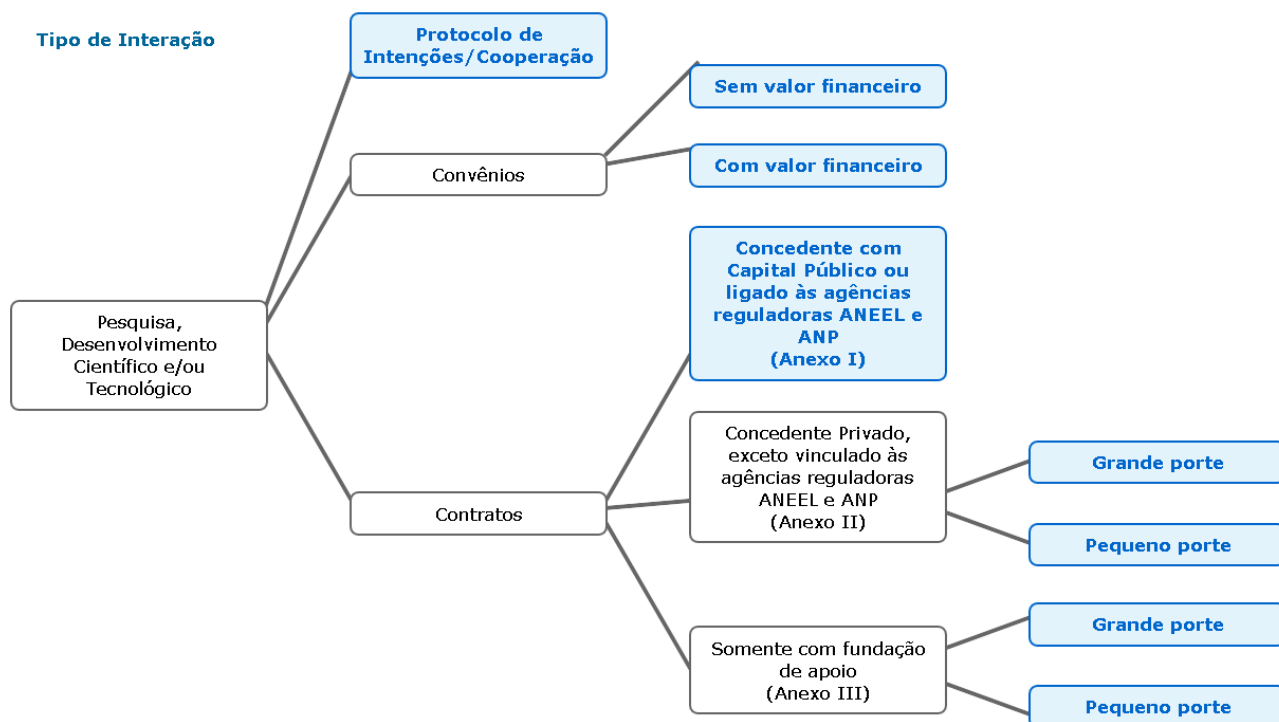 Tipo de Interação
Protocolo de
Intenções/Cooperação
Sem valor financeiro
Convênios
Com valor financeiro
Pesquisa,
Desenvolvimento
Científico e/ou
Tecnológico
Contratos
Concedente com
Capital Público ou
ligado às agências
reguladoras ANEEL e
ANP
(Anexo I)
Concedente Privado,
exceto vinculado às
agências reguladoras
ANEEL e ANP
(Anexo II)
Grande porte
Pequeno porte
Somente com fundação
de apoio
(Anexo III)
Grande porte
Pequeno porte